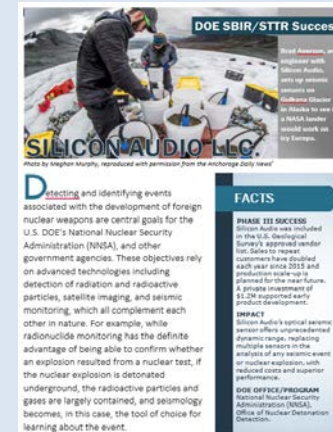 DOE SBIR/STTR Succes
Brad Avenson, an
engineer with
Silicon Audio,
sets up seismic
sensors on
Gulkana Glacier
in Alaska to see
a NASA lander
would work on
icy Europa.
SILICON AUDIO LLC.
Photo by Meghan Murphy, reproduced with permission from the Anchorage Daily News
Detecting and identifying events
associated with the development of foreign
nuclear weapons are central goals for the
U.S. DOE's National Nuclear Security
Administration (NNSA), and other
government agencies. These objectives rely
on advanced technologies including
detection of radiation and radioactive
particles, satellite imaging, and seismic
monitoring, which all complement each
other in nature. For example, while
radionuclide monitoring has the definite
advantage of being able to confirm whether
an explosion resulted from a nuclear test, if
the nuclear explosion is detonated
underground, the radioactive particles and
gases are largely contained, and seismology
becomes, in this case, the tool of choice for
learning about the event.
FACTS
PHASE III SUCCESS
Silicon Audio was included
in the U.S. Geological
Survey's approved vendor
list. Sales to repeat
customers have doubled
each year since 2015 and
production scale-up is
planned for the near future.
A private investment of
$1.2M supported early
product development.
IMPACT
Silicon Audio's optical seismic
sensor offers unprecedented
dynamic range, replacing
multiple sensors in the
analysis of any seismic event
or nuclear explosion, with
reduced costs and superior
performance.
DOE OFFICE/PROGRAM
National Nuclear Security
Administration (NNSA),
Office of Nuclear Detonation
Detection.